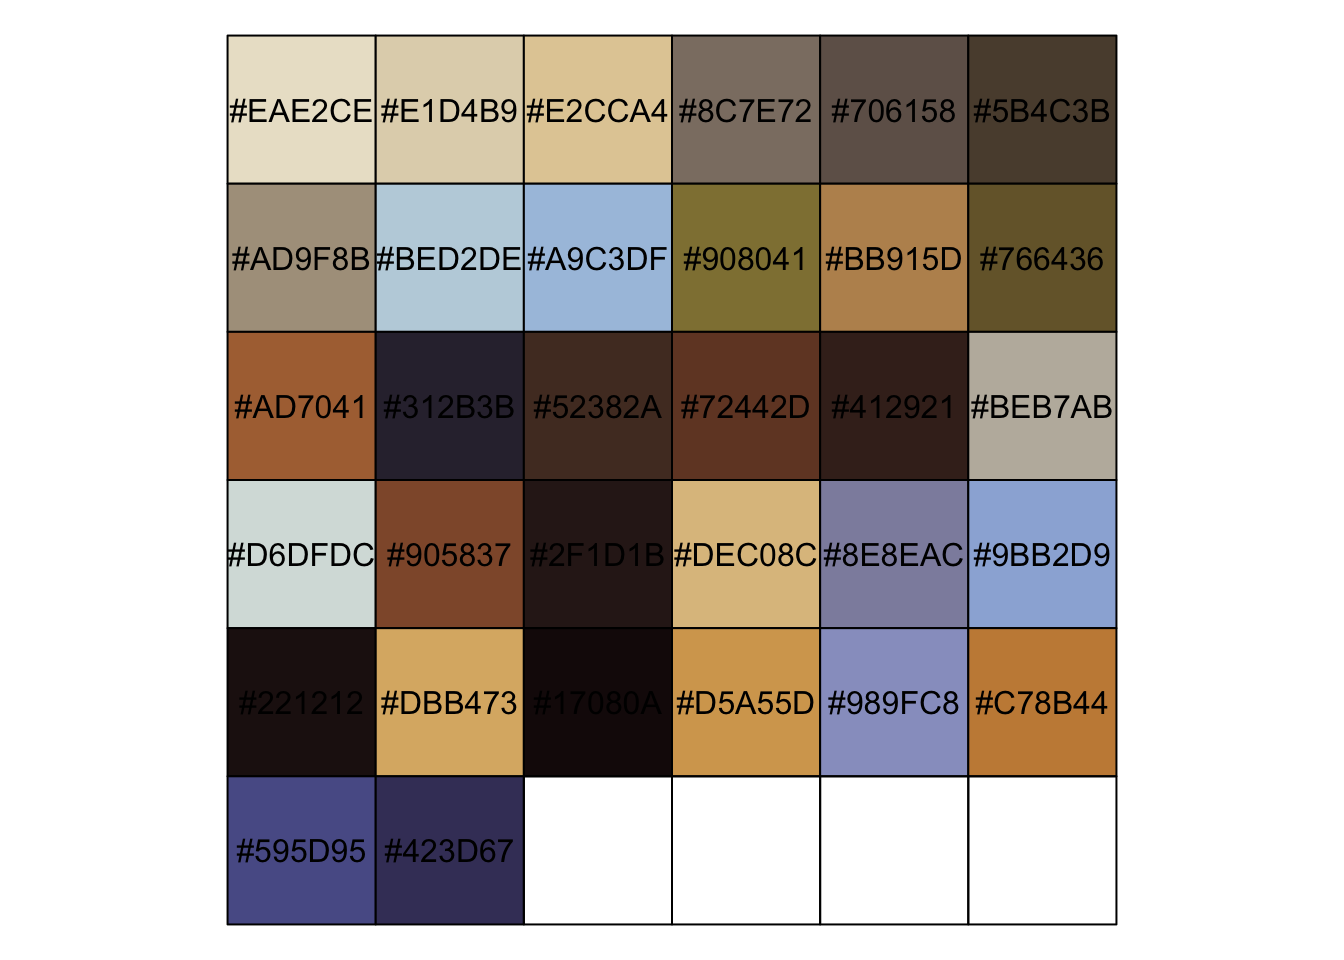 #EAE2CE #E1D4B9 #E2CCA4 #8C7E72 #706158 #5B4C3B
#AD9F8B #BED2DE #A9C3DF #908041 #BB915D #766436
#AD7041 #312B3B #52382A #72442D #412921 #BEB7AB
#D6DFDC #905837 #2F1D1B #DEC08C #8E8EAC #9BB2D9
#221212 #DBB473 #17080A #D5A55D #989FC8 #C78B44
#595D95 #423D67